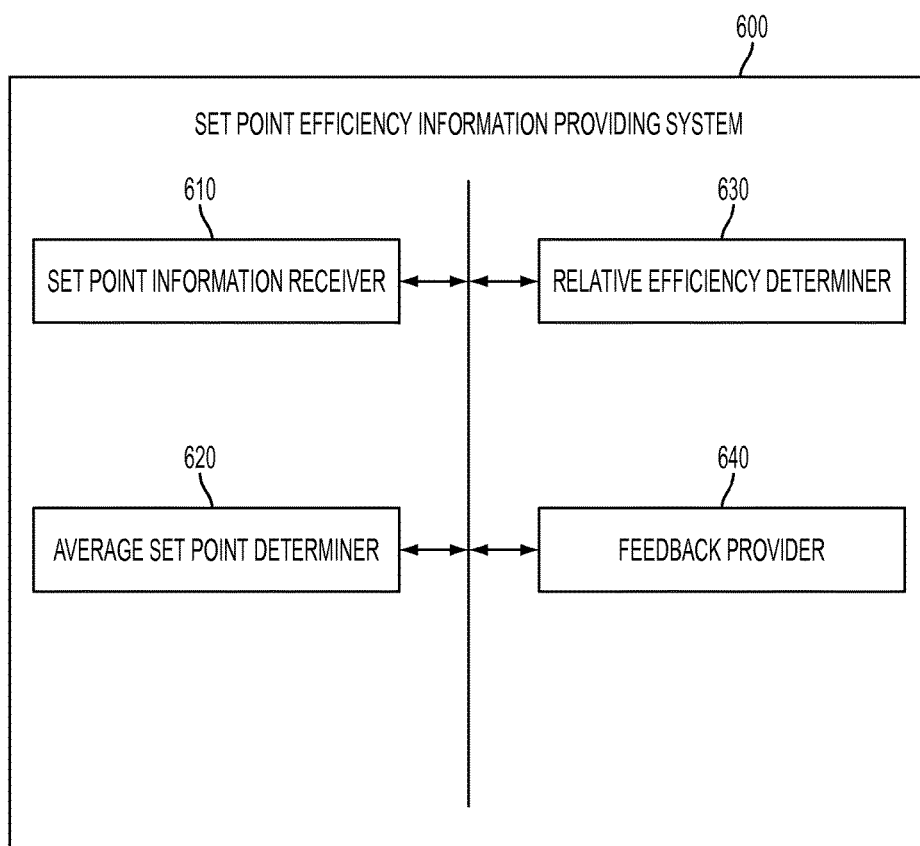 600
SET POINT EFFICIENCY INFORMATION PROVIDING SYSTEM
610
SET POINT INFORMATION RECEIVER
630
RELATIVE EFFICIENCY DETERMINER
620
AVERAGE SET POINT DETERMINER
640
FEEDBACK PROVIDER